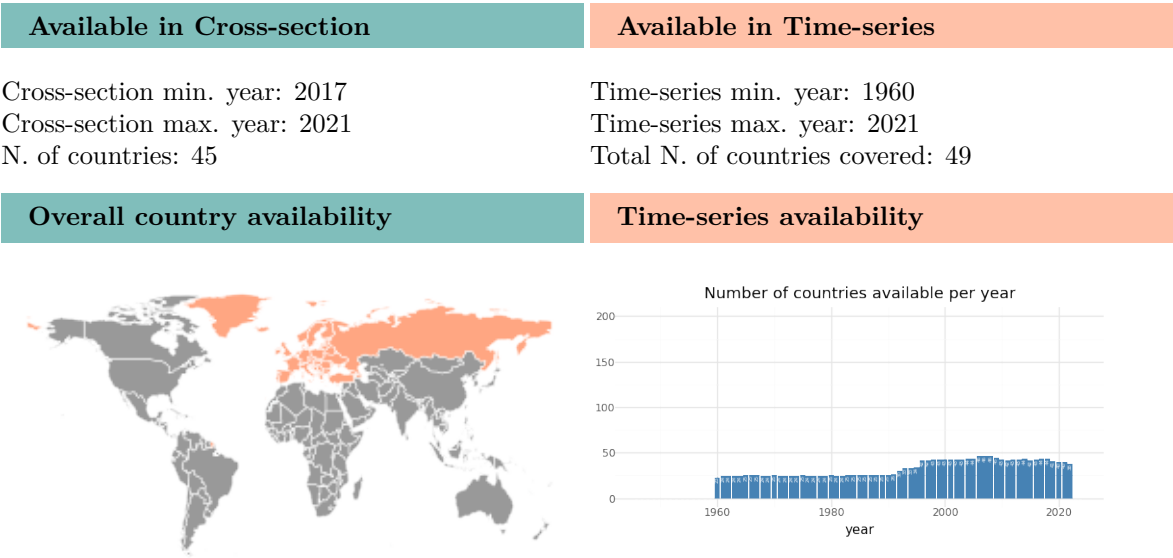 Available in Cross-section
Available in Time-series
Cross-section min. year: 2017
Cross-section max. year: 2021
N. of countries: 45
Time-series min. year: 1960
Time-series max. year: 2021
Total N. of countries covered: 49
Overall country availability
Time-series availability
Number of countries available per year
200
150
100
50
0
1960
1980
2000
2020
year